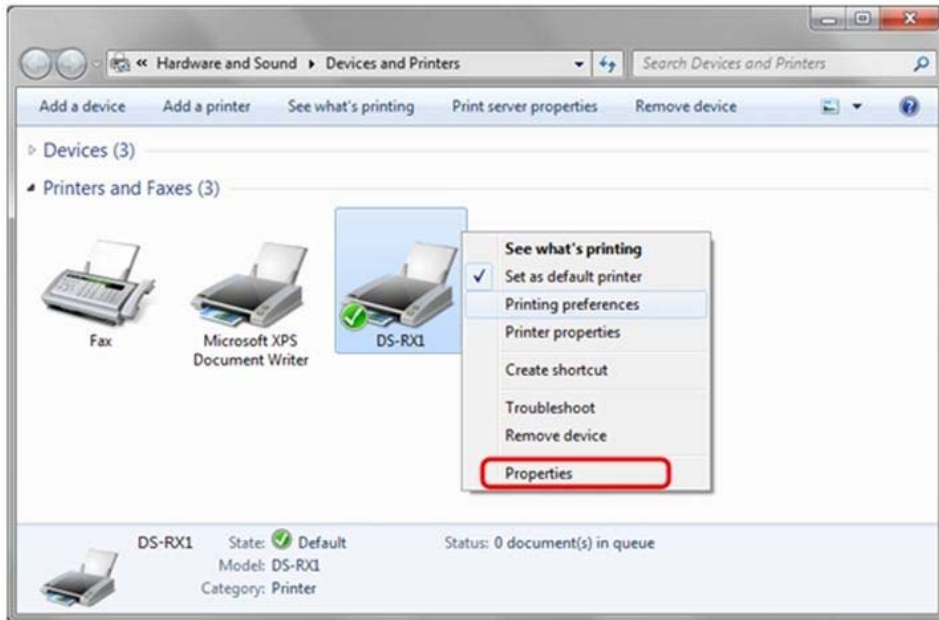 « Hardware and Sound ▸ Devices and Printers
Search Devices and Printers
Add a device Add a printer See what's printing Print server properties Remove device
Devices (3)
Printers and Faxes (3)
Fax
Microsoft XPS
Document Writer
DS-RX1
See what's printing
Set as default printer
Printing preferences
Printer properties
Create shortcut
Troubleshoot
Remove device
Properties
DS-RX1 State: Default Status: 0 document(s) in queue
Model: DS-RX1
Category: Printer